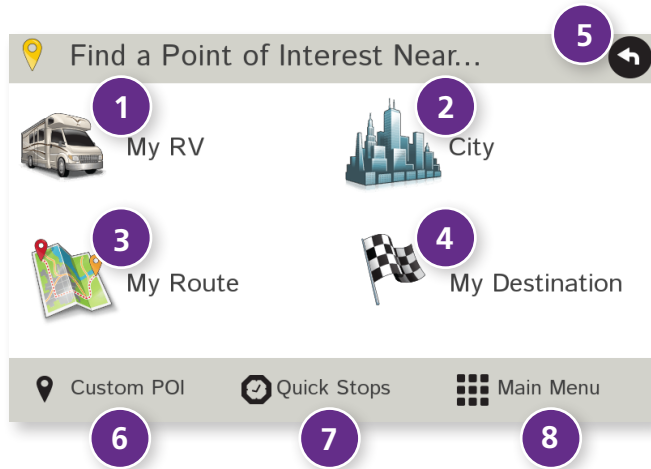 5
Find a Point of Interest Near...
1
2
My RV
City
3
4
My Route
My Destination
Custom POI
Quick Stops
Main Menu
6
7
8